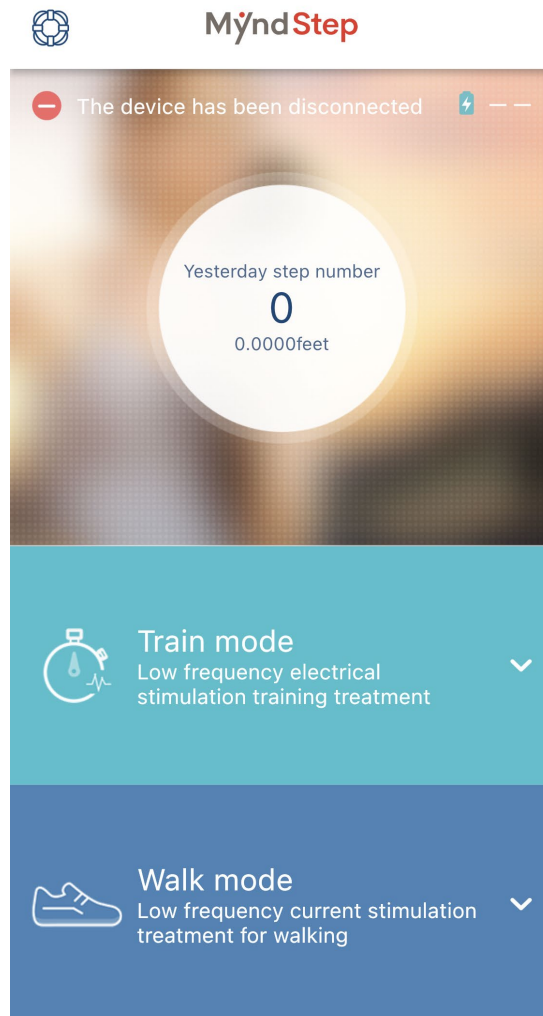 MyndStep
The device has been disconnected – –
Yesterday step number
0
0.0000feet
Train mode
Low frequency electrical
stimulation training treatment
Walk mode
Low frequency current stimulation
treatment for walking